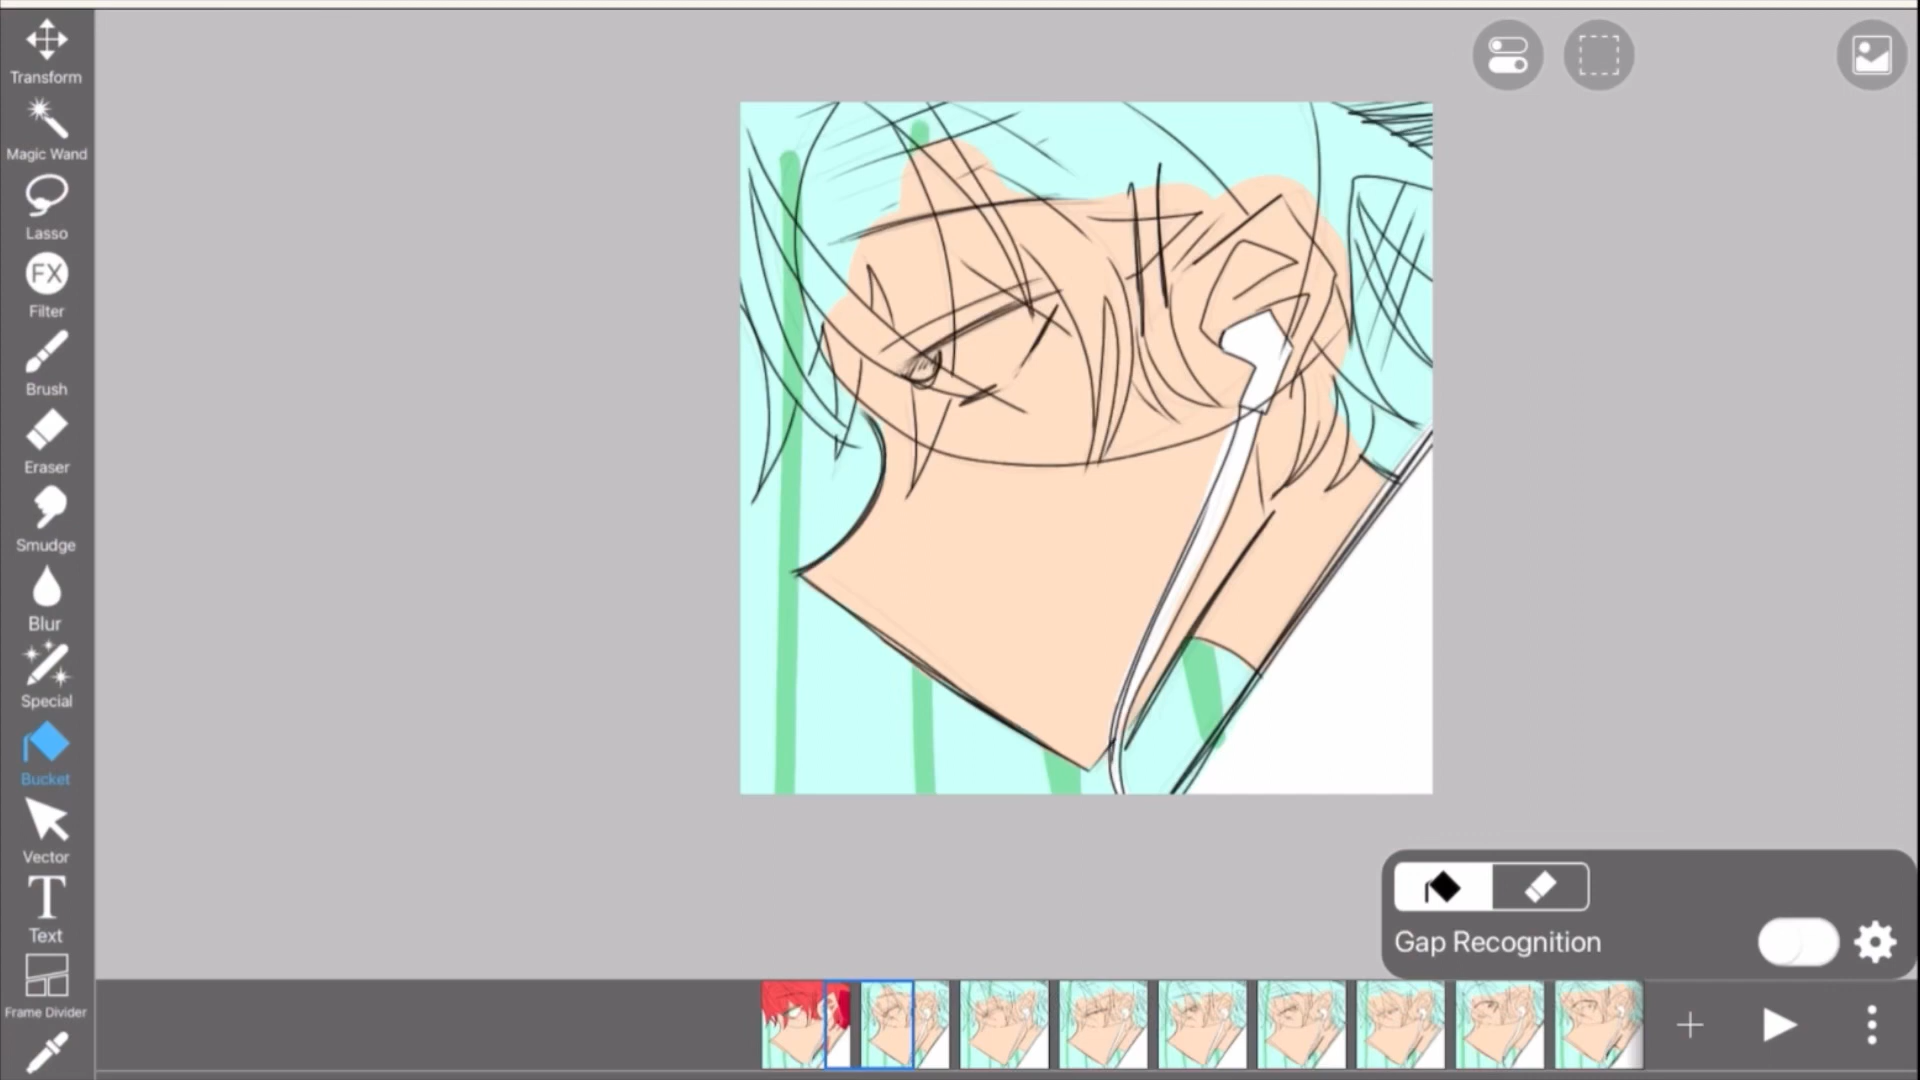 Transform
Magic Wand
Lasso
FX
Filter
Brush
Eraser
Smudge
Blur
Special
Bucket
Vector
T
Text
Frame Divider
Gap Recognition